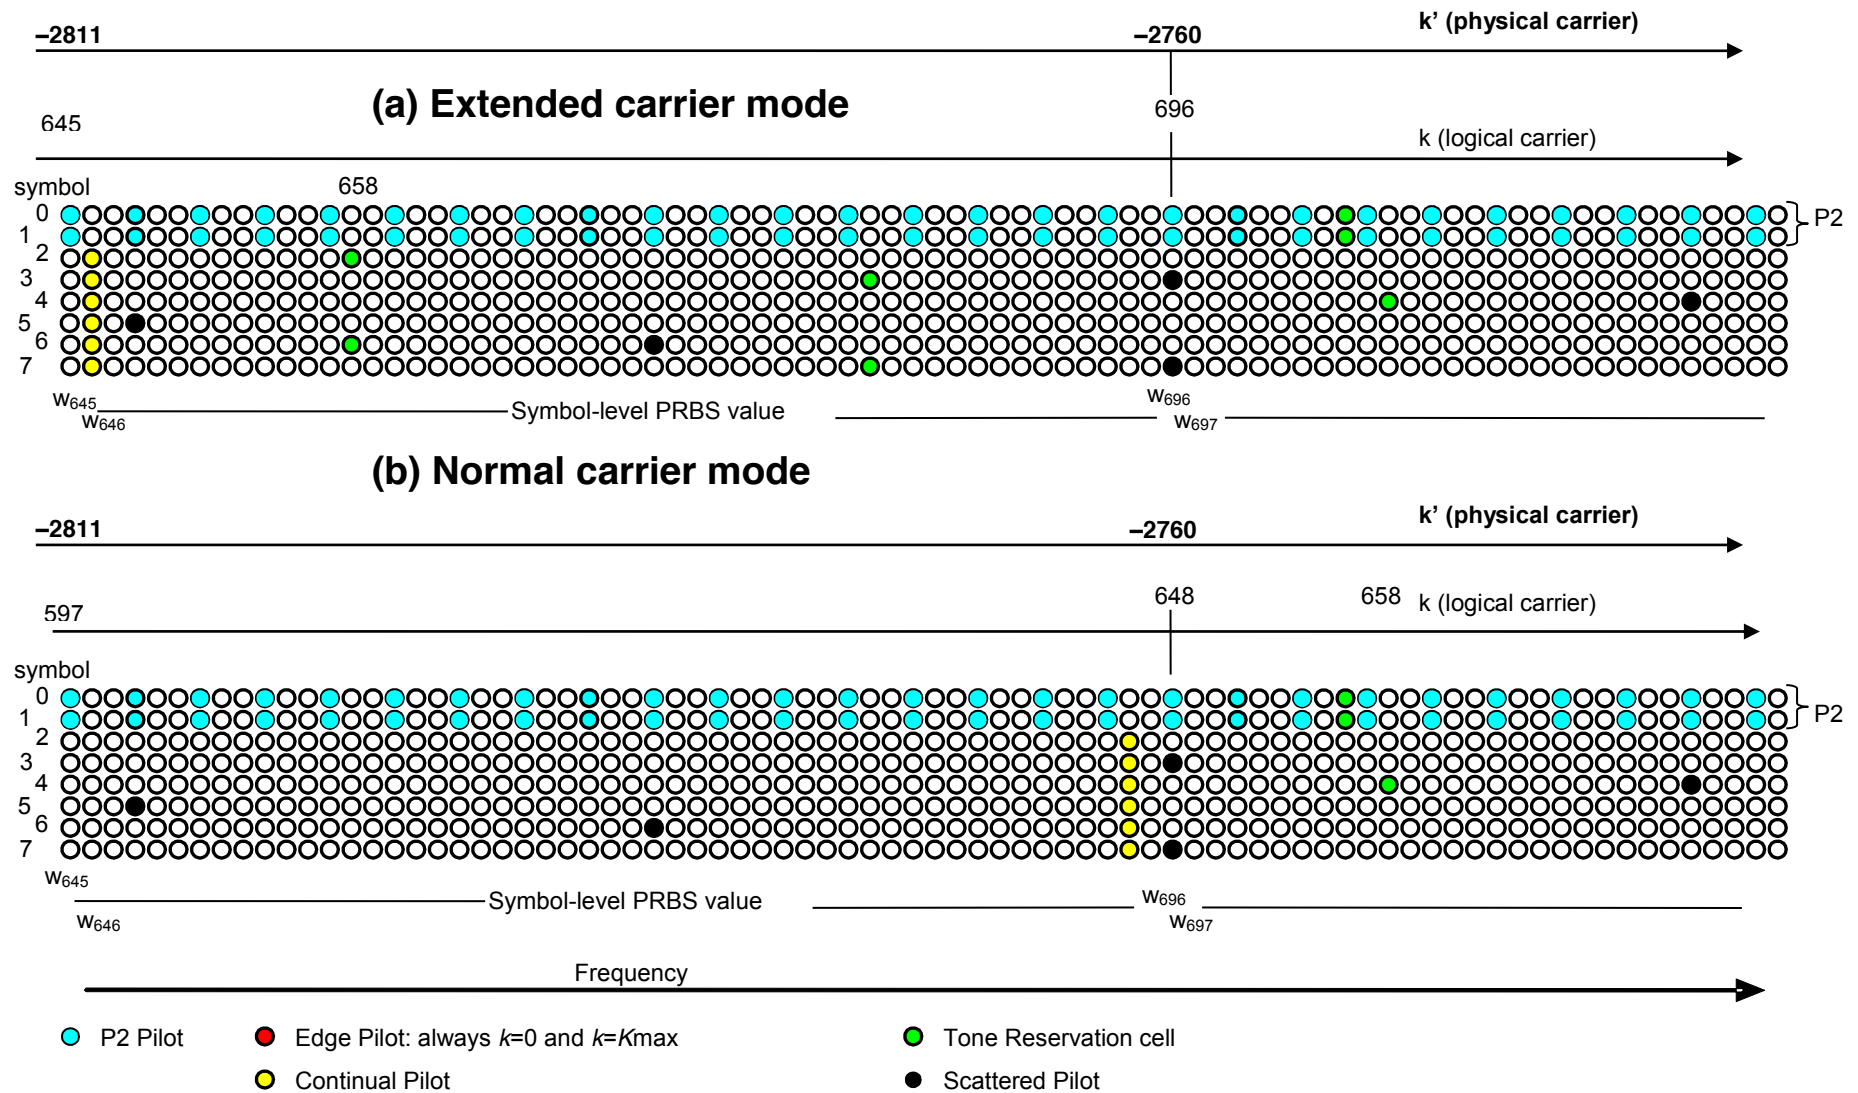 k’ (physical carrier)
–2811 –2760
(a) Extended carrier mode
696
645
k (logical carrier)
symbol 658
0
1
P2
2
3
4
5
6
7
W645 Symbol-level PRBS value W696
W646 W697
(b) Normal carrier mode
k’ (physical carrier)
–2811 –2760
597 648 658 k (logical carrier)
symbol
0
1
P2
2
3
4
5
6
7
W645 Symbol-level PRBS value W696
W646 W697
Frequency
P2 Pilot Edge Pilot: always k=0 and k=Kmax Tone Reservation cell
Continual Pilot Scattered Pilot